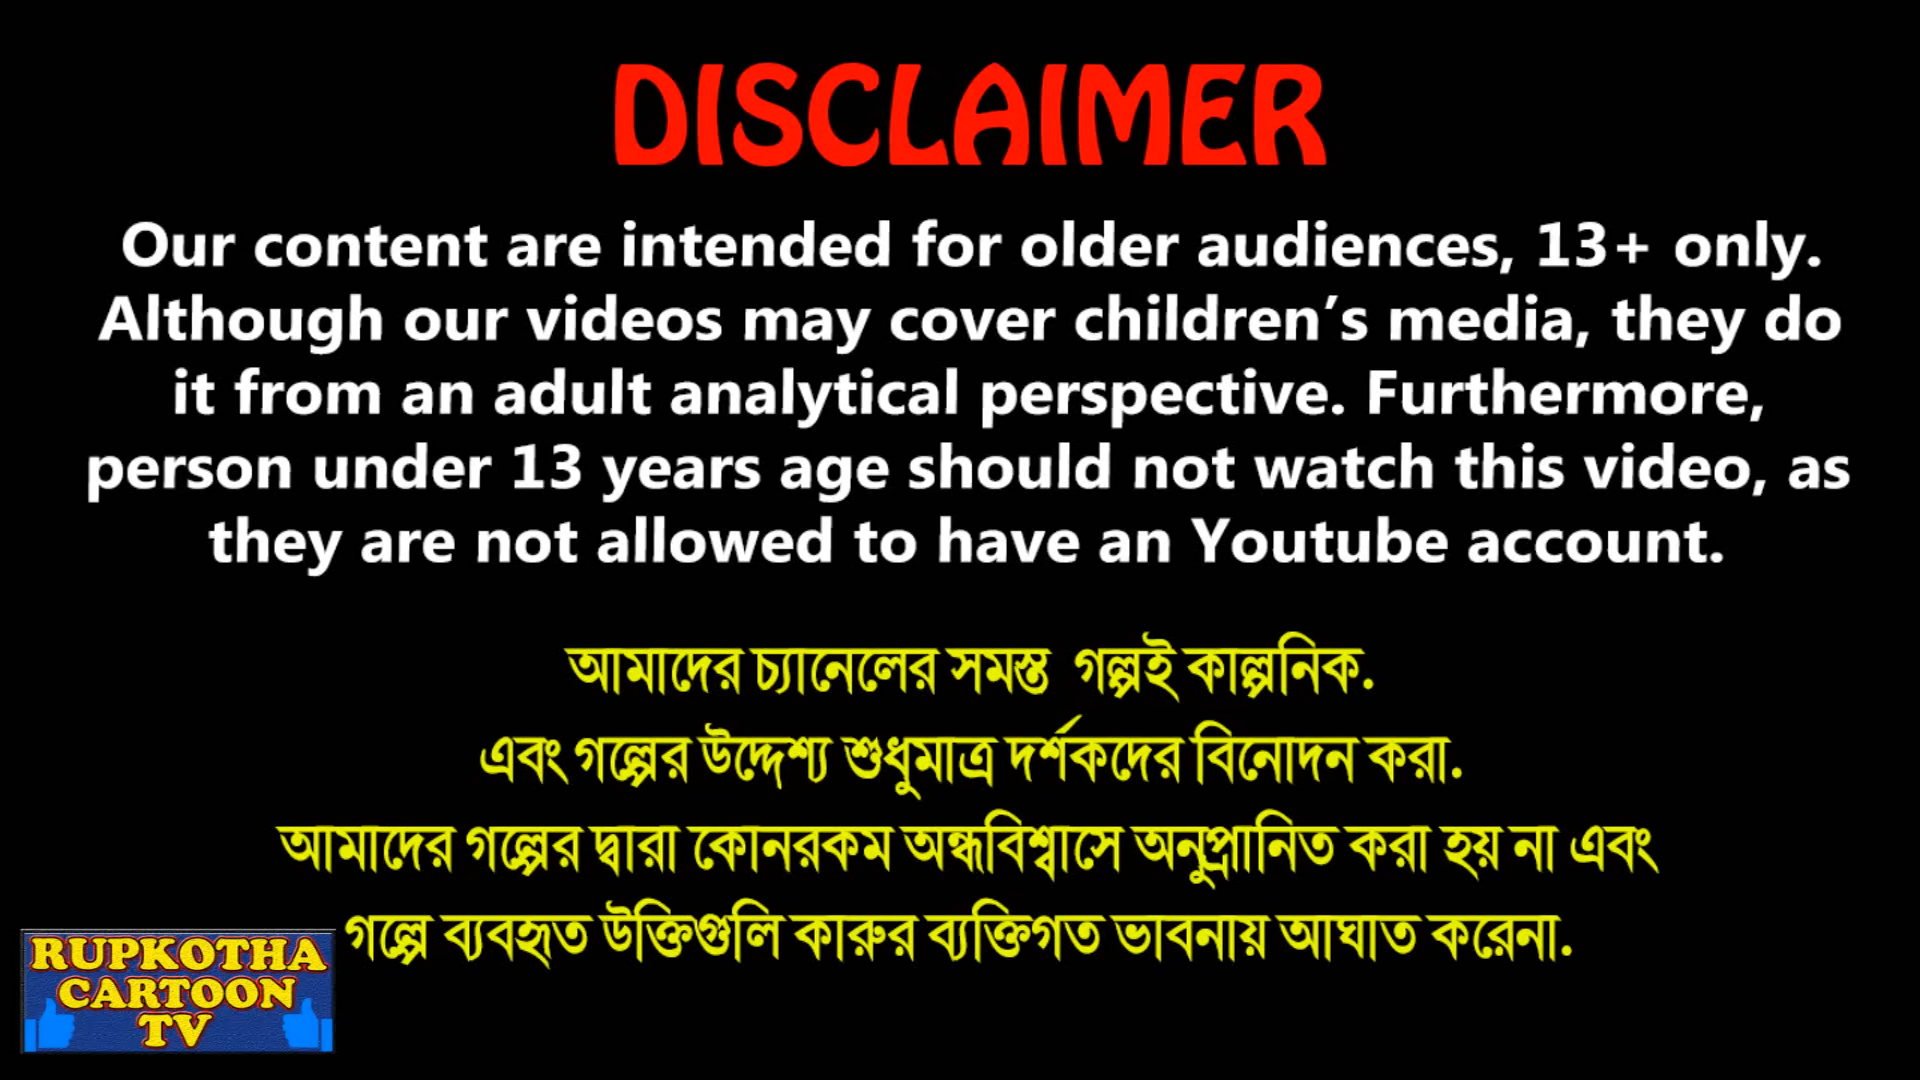 DISCLAIMER
Our content are intended for older audiences, 13+ only.
Although our videos may cover children’s media, they do
it from an adult analytical perspective. Furthermore,
person under 13 years age should not watch this video, as
they are not allowed to have an Youtube account.
আমাদের চ্যানেলের সমস্ত গল্পই কাল্পনিক.
এবং গল্পের উদ্দেশ্য শুধুমাত্র দর্শকদের বিনোদন করা.
আমাদের গল্পের দ্বারা কোনরকম অন্ধবিশ্বাসে অনুপ্রানিত করা হয় না এবং
গল্পে ব্যবহৃত উক্তিগুলি কারুর ব্যক্তিগত ভাবনায় আঘাত করেনা.
RUPKOTHA
CARTOON
TV